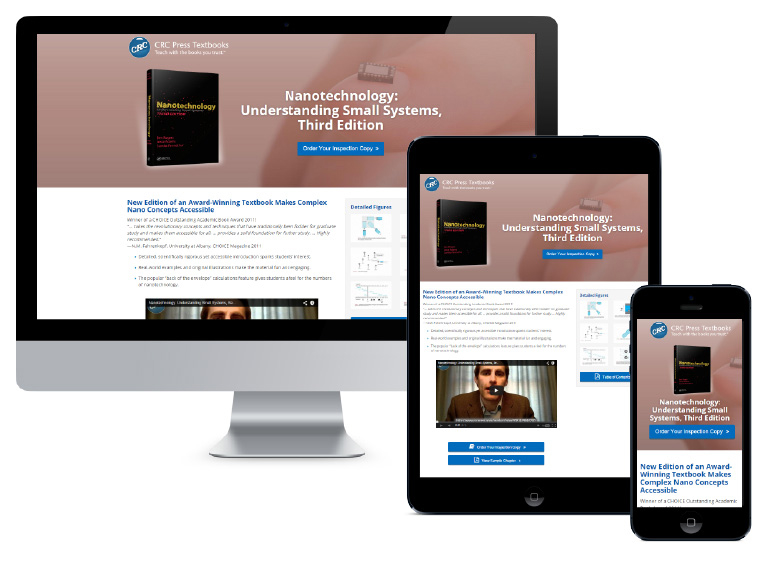 CRC
CRC Press Textbooks
Teach with the books you trust.™
Nanotechnology
Nanotechnology:
Understanding Small Systems,
Third Edition
Order Your Inspection Copy »
New Edition of an Award-Winning Textbook Makes Complex
Nano Concepts Accessible
Winner of a CHOICE Outstanding Academic Book Award 2011!
"... takes the revolutionary concepts and techniques that have traditionally been fodder for graduate
study and makes them accessible for all. ... provides a solid foundation for further study. ... Highly
recommended."
University at Albany, CHOICE Magazine 2011
• Detailed, scientifically rigorous yet accessible introduction sparks students' interest.
• Real-world examples and original illustrations make the material fun and engaging.
• The popular "back of the envelope" calculations feature gives students a feel for the numbers
of nanotechnology.
Detailed Figures
Nanotechnology: Understanding Small Systems,
CRC
CRC Press Textbooks
Teach with the books you trust.
Nanotechnology
Nanotechnology:
Understanding Small Systems,
Third Edition
Order Your Inspection Copy »
New Edition of an Award-Winning Textbook Makes Complex
Nano Concepts Accessible
Detailed Figures
Table of Contents
Nanotechnology: Understanding Small Systems,
Order Your Inspection Copy »
View Sample Chapter »
CRC
CRC Press Textbooks
Teach with the books you trust.
Nanotechnology
Nanotechnology:
Understanding Small
Systems, Third Edition
Order Your Inspection Copy »
New Edition of an Award-
Winning Textbook Makes
Complex Nano Concepts
Accessible
Winner of a CHOICE Outstanding Academic